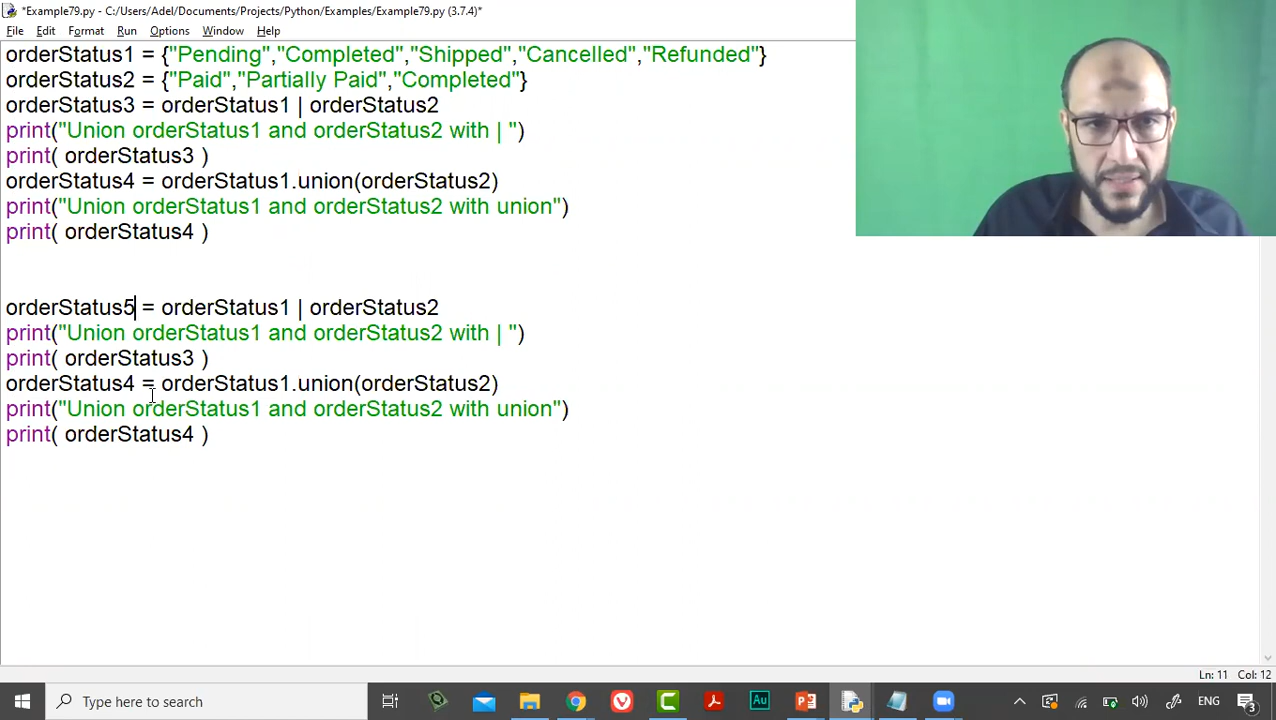 *Example79.py - C:/Users/Adel/Documents/Projects/Python/Examples/Example79.py (3.7.4)*
File Edit Format Run Options Window Help
orderStatus1 = {"Pending","Completed","Shipped","Cancelled","Refunded"}
orderStatus2 = {"Paid","Partially Paid","Completed"}
orderStatus3 = orderStatus1 | orderStatus2
print("Union orderStatus1 and orderStatus2 with | ")
print( orderStatus3 )
orderStatus4 = orderStatus1.union(orderStatus2)
print("Union orderStatus1 and orderStatus2 with union")
print( orderStatus4 )
orderStatus5 = orderStatus1 | orderStatus2
print("Union orderStatus1 and orderStatus2 with | ")
print( orderStatus3 )
orderStatus4 = orderStatus1.union(orderStatus2)
print("Union orderStatus1 and orderStatus2 with union")
print( orderStatus4 )
Ln: 11 Col: 12
Type here to search
Au
ENG
3